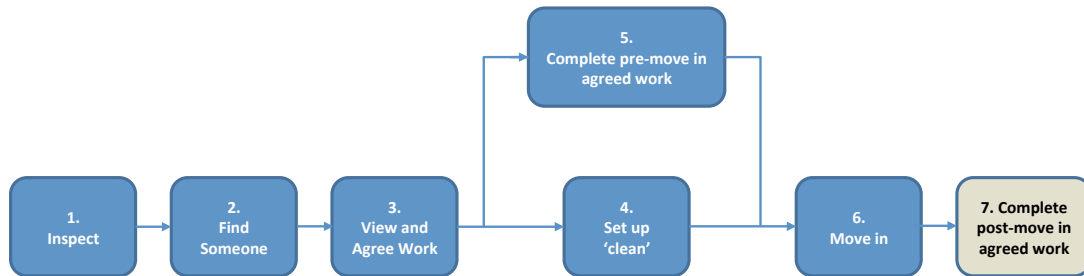 5.
Complete pre-move in
agreed work
1.
Inspect
2.
Find
Someone
3.
View and
Agree Work
4.
Set up
‘clean’
6.
Move in
7. Complete
post-move in
agreed work